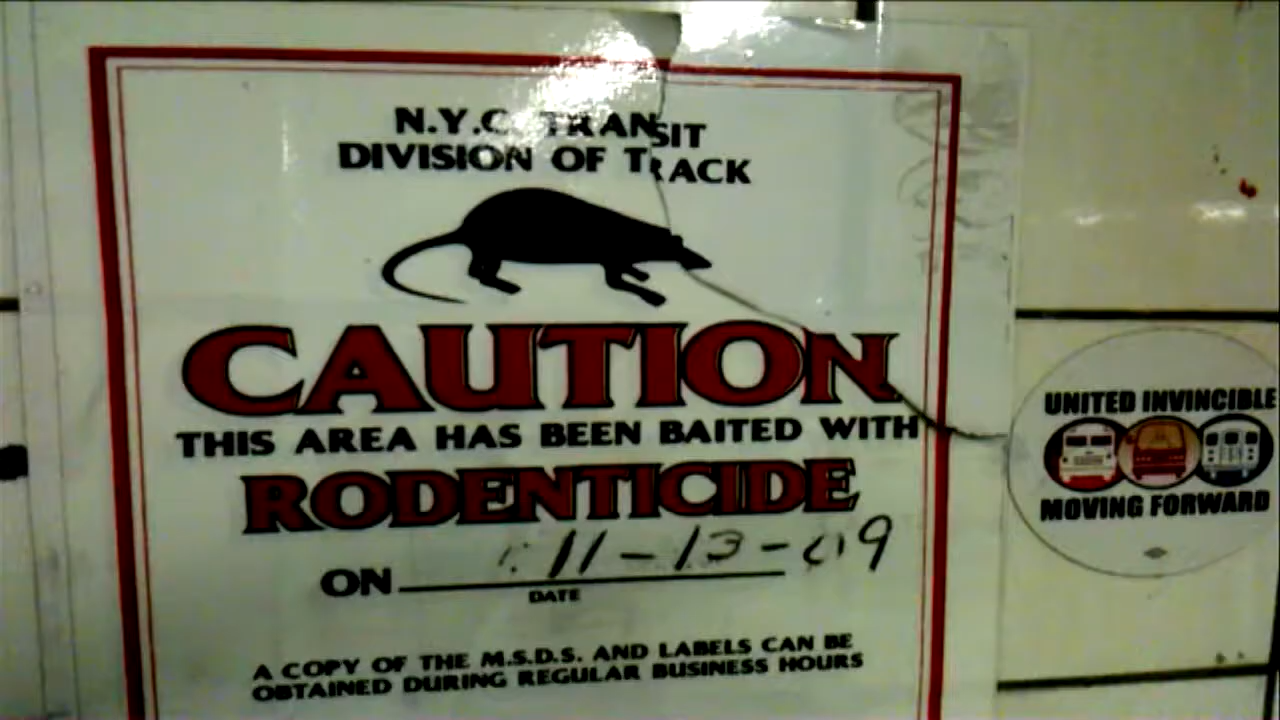 N.Y.C. TRANSIT
DIVISION OF TRACK
CAUTION
THIS AREA HAS BEEN BAITED WITH
RODENTICIDE
ON 11-13-09
DATE
A COPY OF THE M.S.D.S. AND LABELS CAN BE
OBTAINED DURING REGULAR BUSINESS HOURS
UNITED INVINCIBLE
MOVING FORWARD